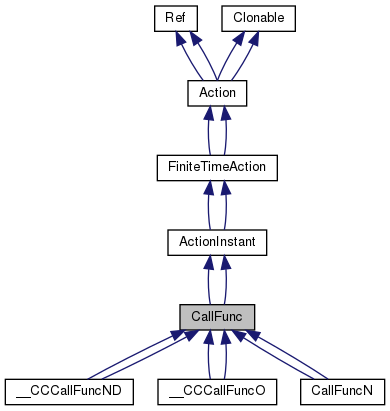 Ref
Clonable
Action
FiniteTimeAction
ActionInstant
CallFunc
__CCCallFuncND
__CCCallFuncO
CallFuncN